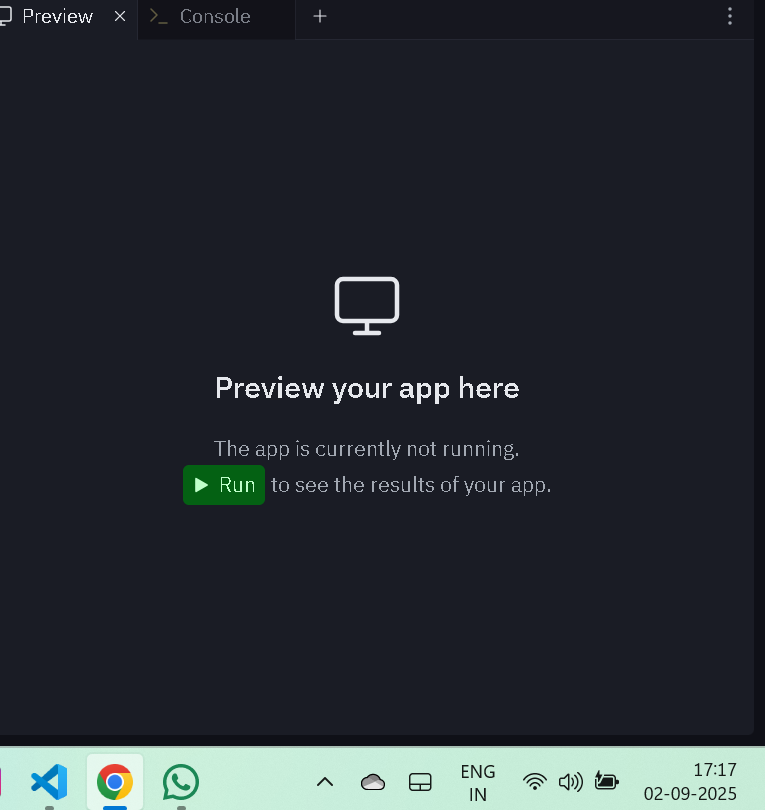 Preview
Console
Preview your app here
The app is currently not running.
Run to see the results of your app.
ENG
IN
17:17
02-09-2025